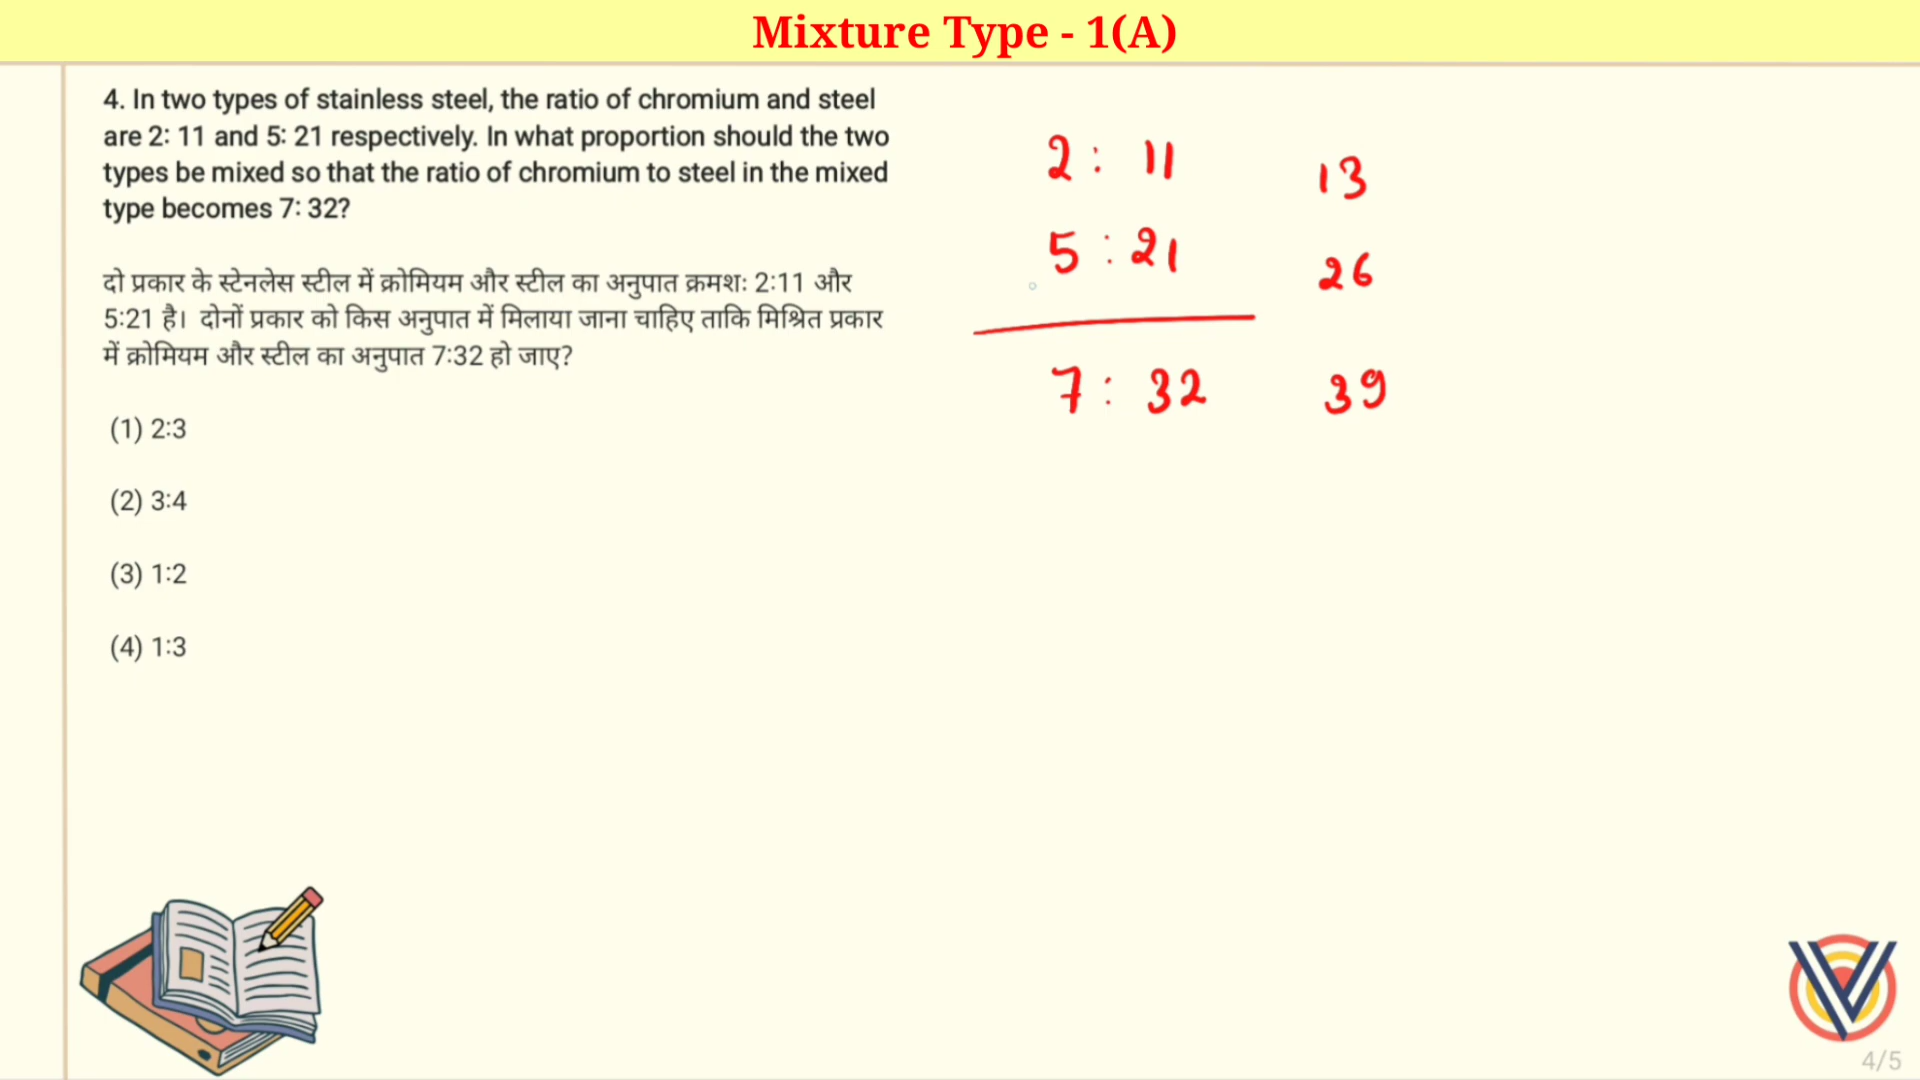 Mixture Type - 1(A)
4. In two types of stainless steel, the ratio of chromium and steel
are 2: 11 and 5: 21 respectively. In what proportion should the two
types be mixed so that the ratio of chromium to steel in the mixed
type becomes 7: 32?
दो प्रकार के स्टेनलेस स्टील में क्रोमियम और स्टील का अनुपात क्रमश: 2:11 और
5:21 है। दोनों प्रकार को किस अनुपात में मिलाया जाना चाहिए ताकि मिश्रित प्रकार
में क्रोमियम और स्टील का अनुपात 7:32 हो जाए?
(1) 2:3
(2) 3:4
(3) 1:2
(4) 1:3
2 : 11 13
5 : 21 26
7 : 32 39
4/5